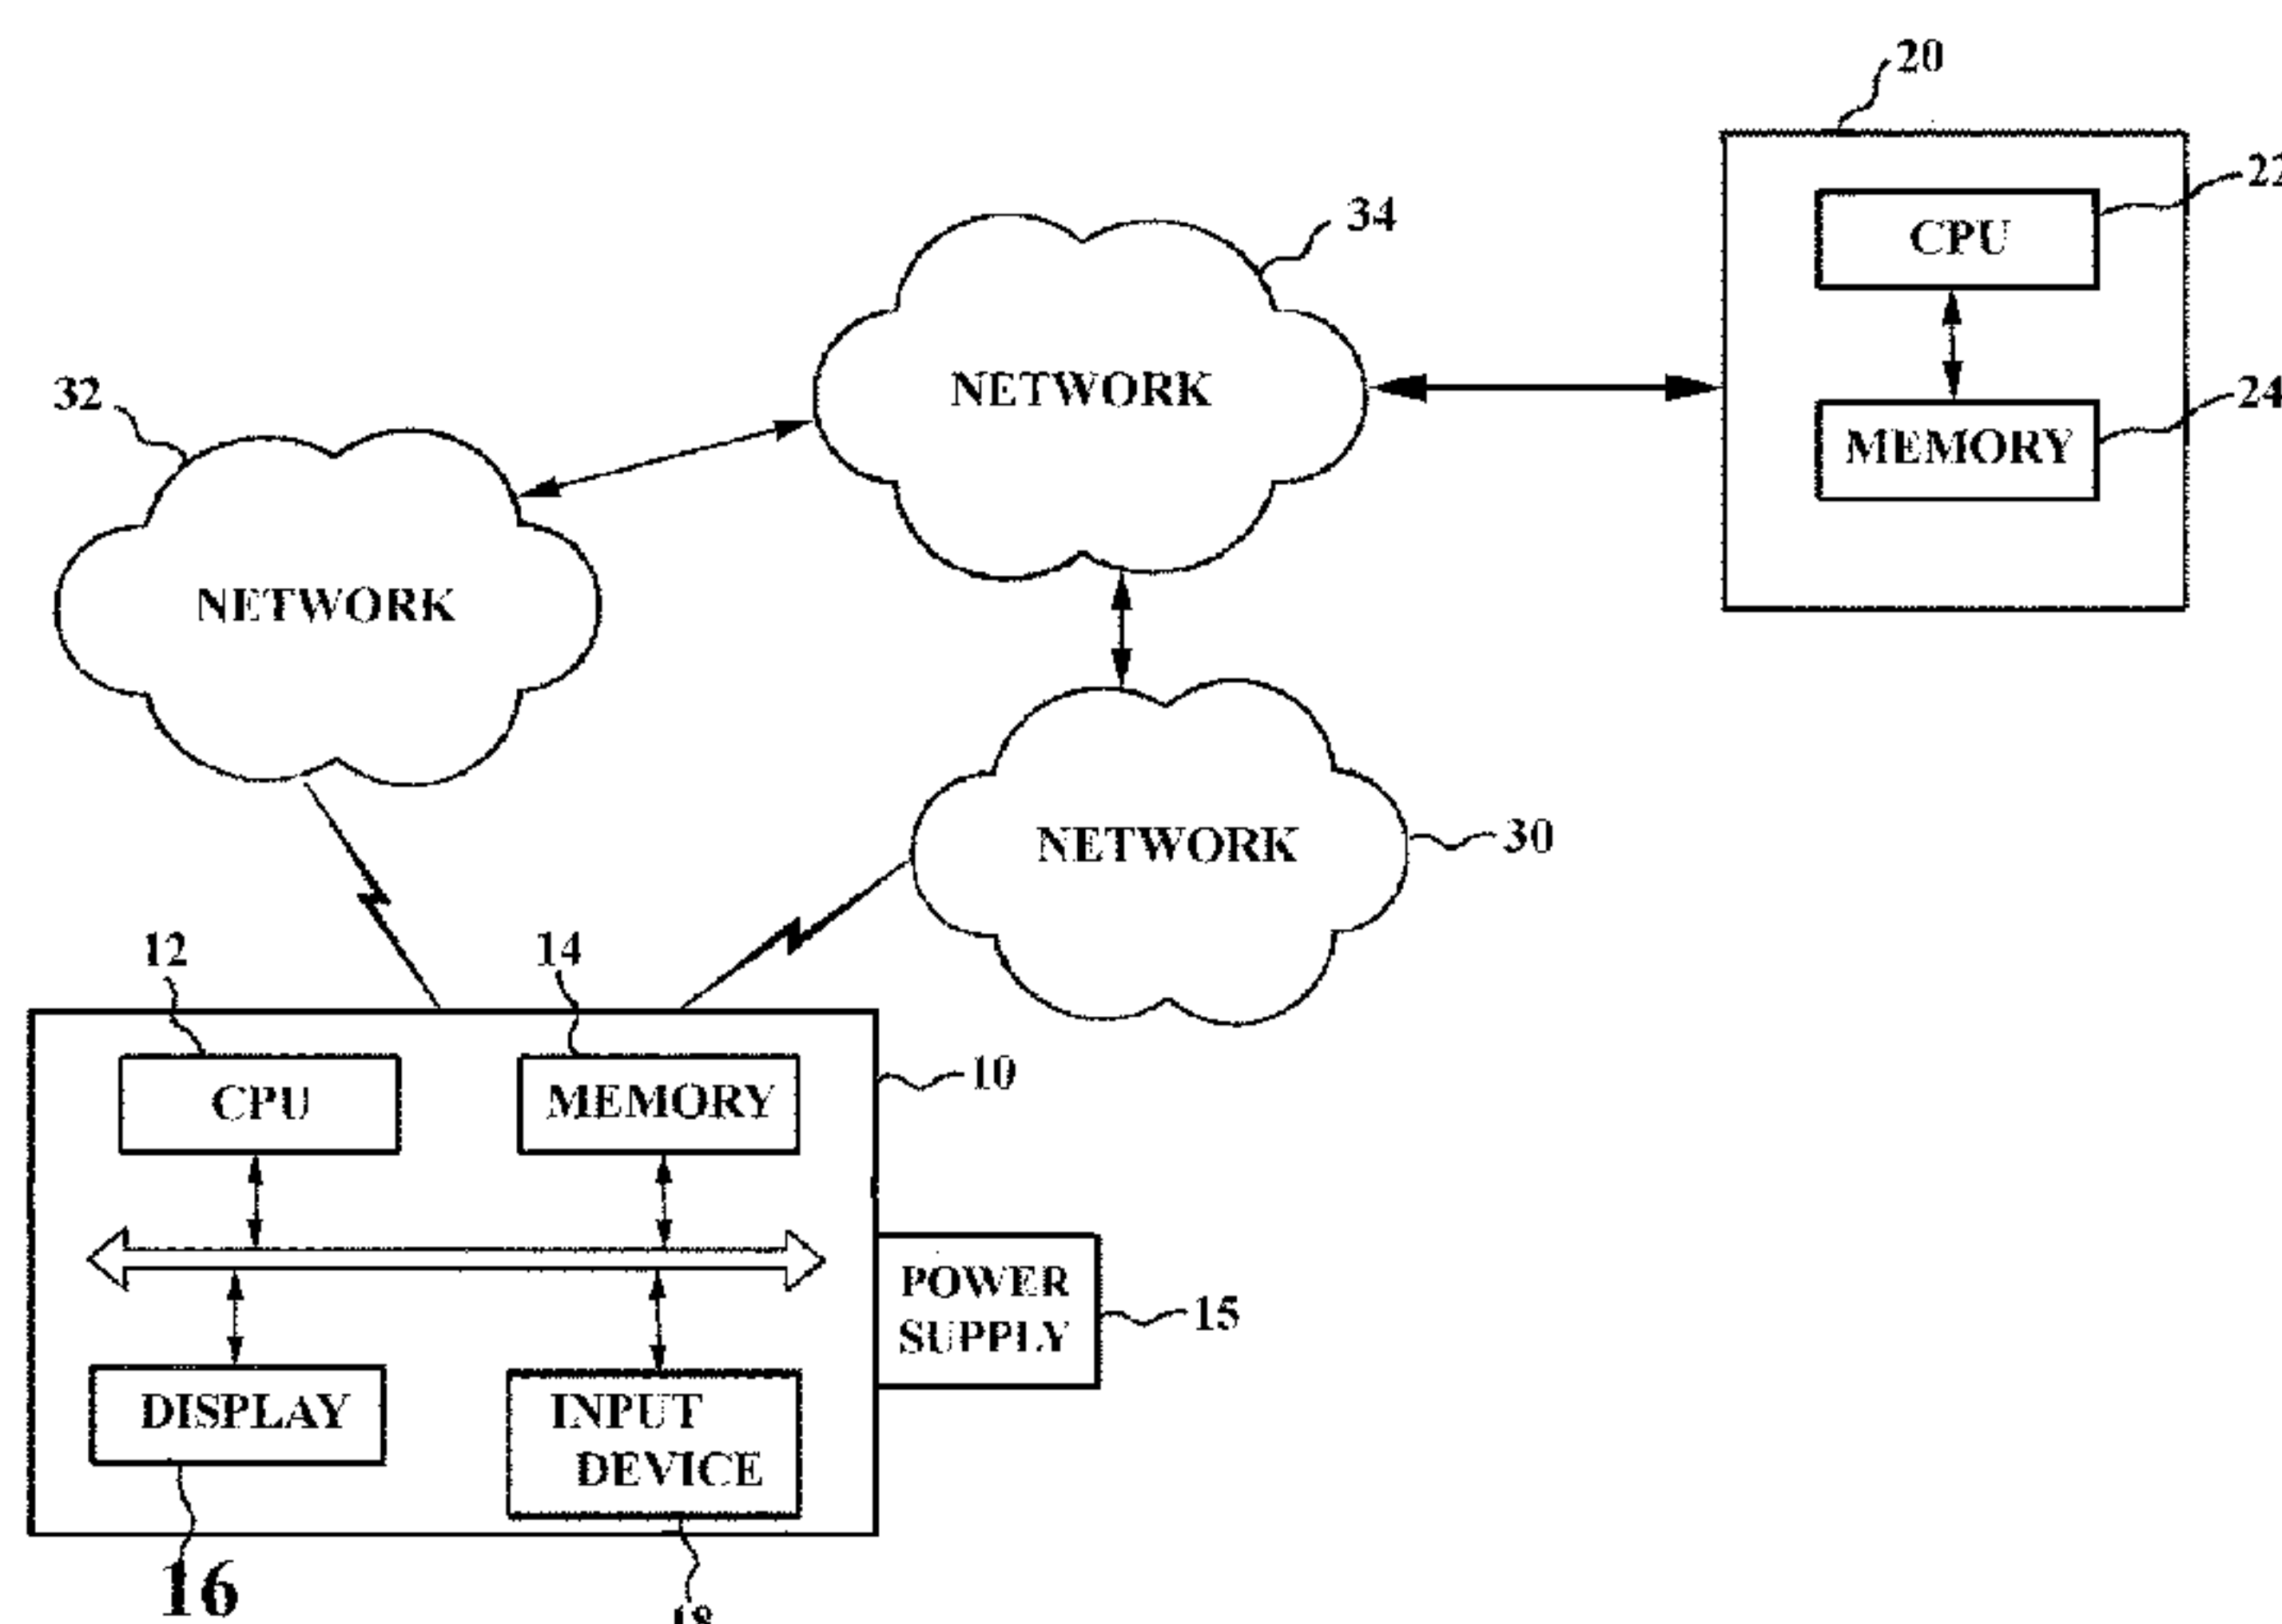 20
22
CPU
34
NETWORK
24
MEMORY
32
NETWORK
NETWORK
30
12
14
10
CPU
MEMORY
POWER
SUPPLY
15
DISPLAY
INPUT
DEVICE
16
18